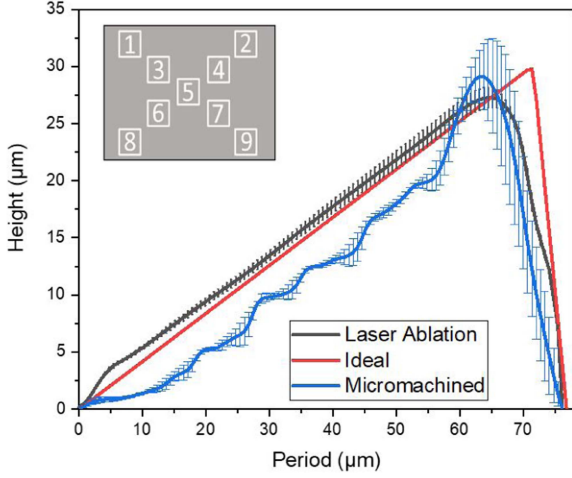 35
30
25
20
15
10
5
0
Height (μm)
1 2
3 4
5
6 7
8 9
Laser Ablation
Ideal
Micromachined
0 10 20 30 40 50 60 70
Period (μm)